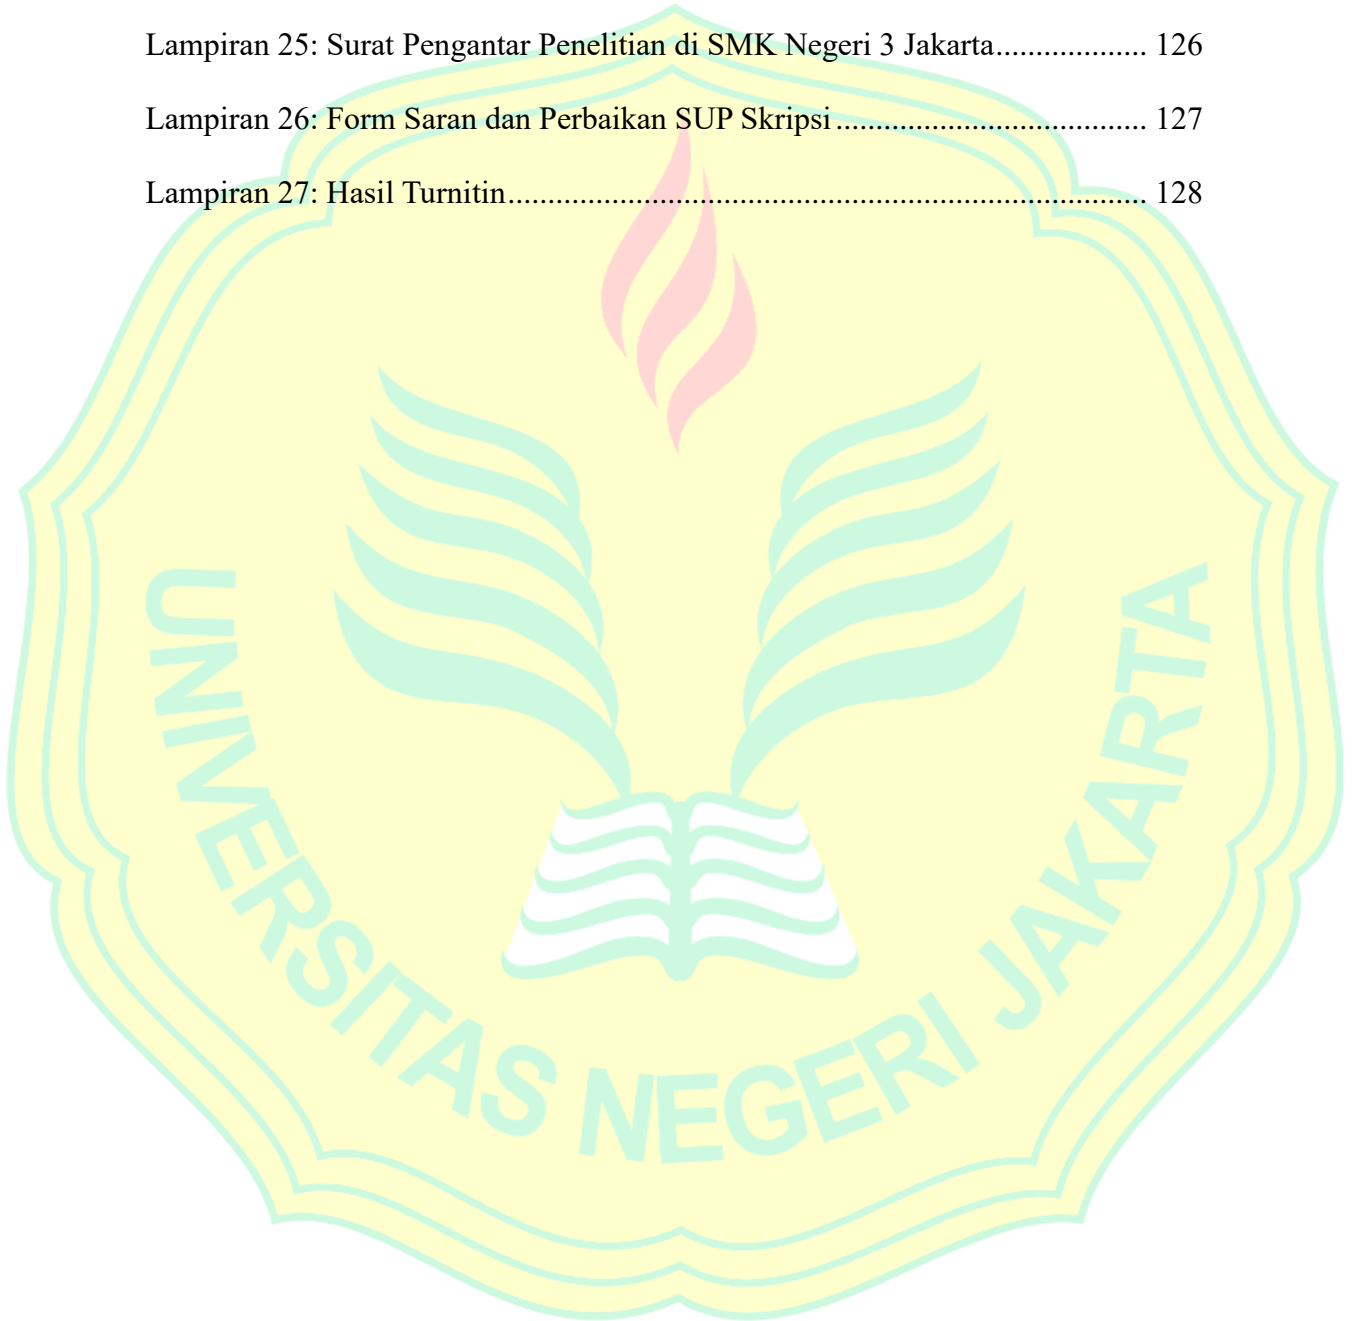 Lampiran 25: Surat Pengantar Penelitian di SMK Negeri 3 Jakarta................... 126
Lampiran 26: Form Saran dan Perbaikan SUP Skripsi....................................... 127
Lampiran 27: Hasil Turnitin................................................................................ 128
UNIVERSITAS NEGERI JAKARTA